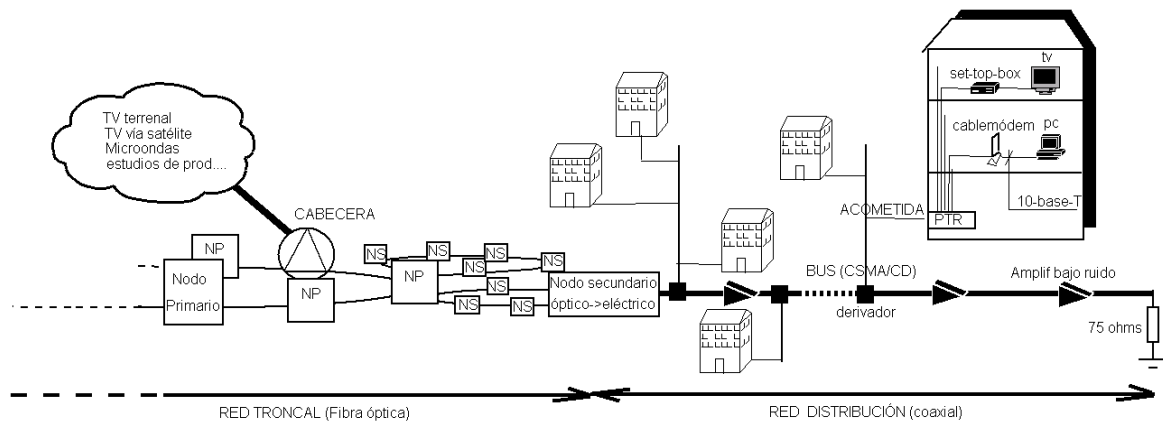 TV terrenal
TV vía satélite
Microondas
estudios de prod....
CABECERA
NP
Nodo
Primario
NP
NP
NS
NS
NS
NS
NS
NS
NS
NS
Nodo secundario
óptico->eléctrico
set-top-box
tv
cablemódem
pc
10-base-T
PTR
ACOMETIDA
BUS (CSMA/CD)
derivador
Amplif bajo ruido
75 ohms
RED TRONCAL (Fibra óptica)
RED DISTRIBUCIÓN (coaxial)